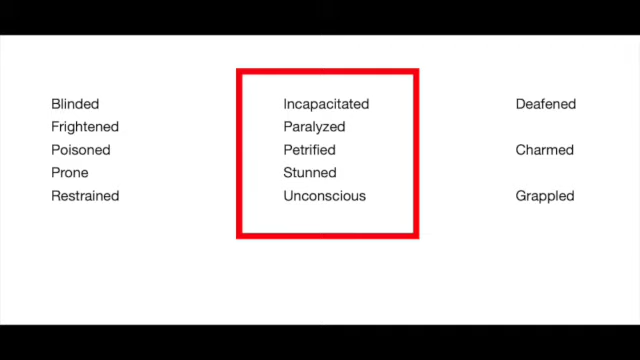 Blinded
Frightened
Poisoned
Prone
Restrained
Incapacitated
Paralyzed
Petrified
Stunned
Unconscious
Deafened
Charmed
Grappled